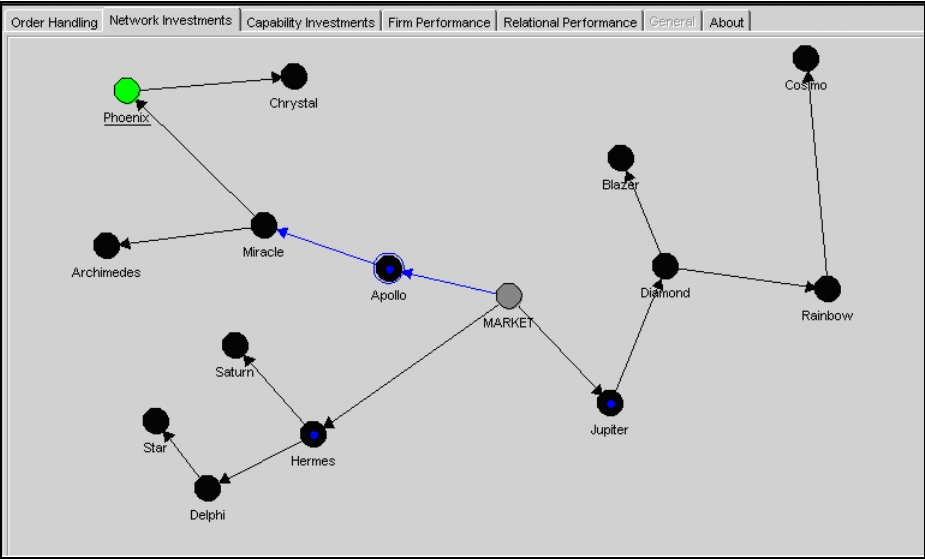 Order Handling Network Investments Capability Investments Firm Performance Relational Performance General About
Cosimo
Chrystal
Phoenix
Blazer
Miracle
Archimedes
Apollo
Diamond
MARKET
Rainbow
Saturn
Jupiter
Star
Hermes
Delphi